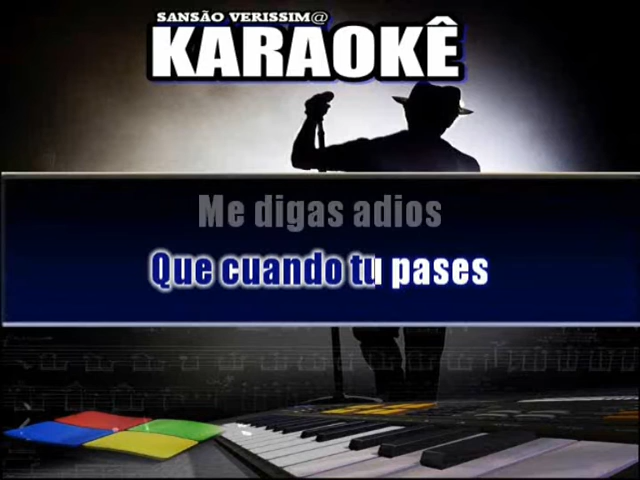 SANSÃO VERISSIM@
KARAOKÊ
Me digas adios
Que cuando tu pases